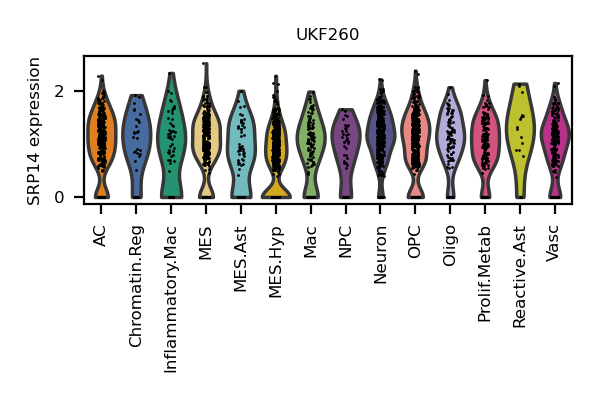 UKF260
SRP14 expression
2
0
AC
Chromatin.Reg
Inflammatory.Mac
MES
MES.Ast
MES.Hyp
Mac
NPC
Neuron
OPC
Oligo
Prolif.Metab
Reactive.Ast
Vasc